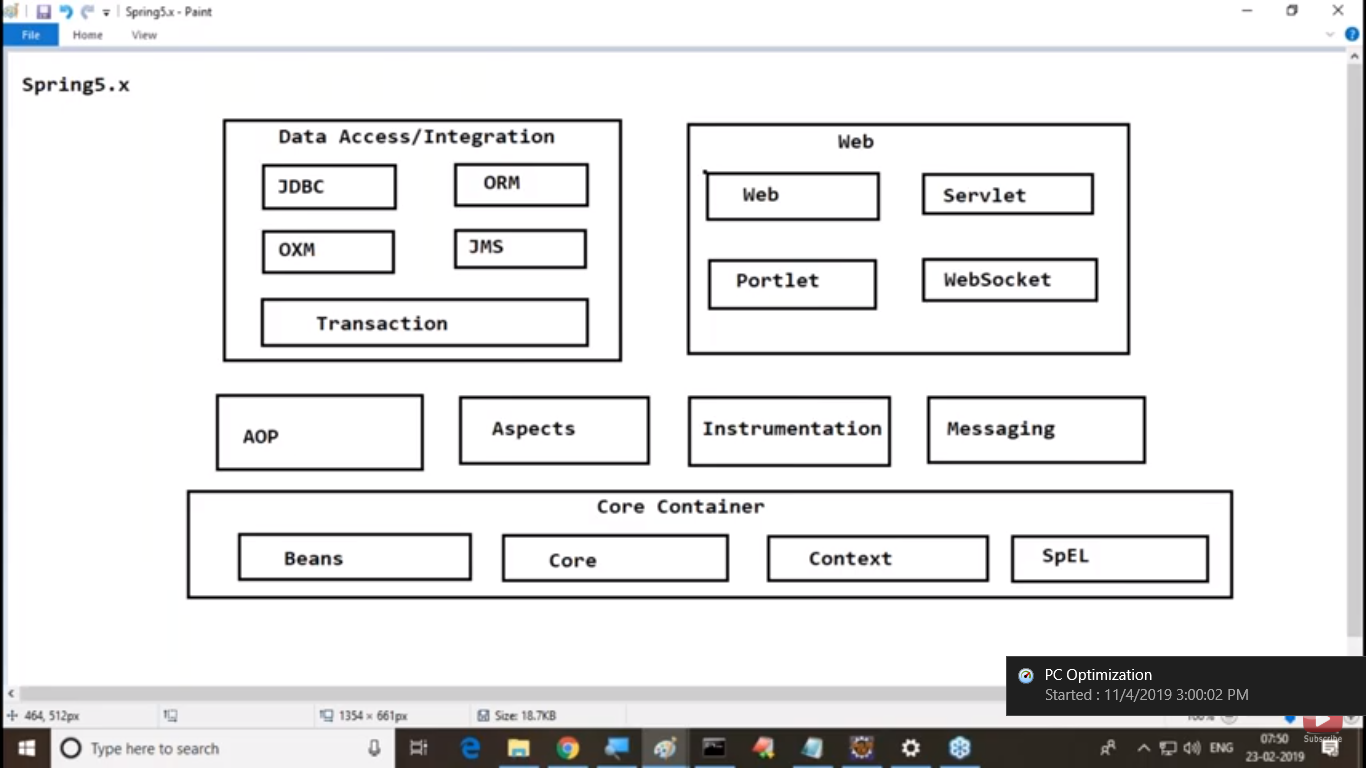 Spring5.x - Paint
File Home View
Spring5.x
Data Access/Integration
JDBC ORM
OXM JMS
Transaction
Web
Web Servlet
Portlet WebSocket
AOP Aspects Instrumentation Messaging
Core Container
Beans Core Context SpEL
PC Optimization
Started : 11/4/2019 3:00:02 PM
464, 512px 1354 × 661px Size: 18.7KB 100%
Subscribe
Type here to search
ENG
07:50
23-02-2019